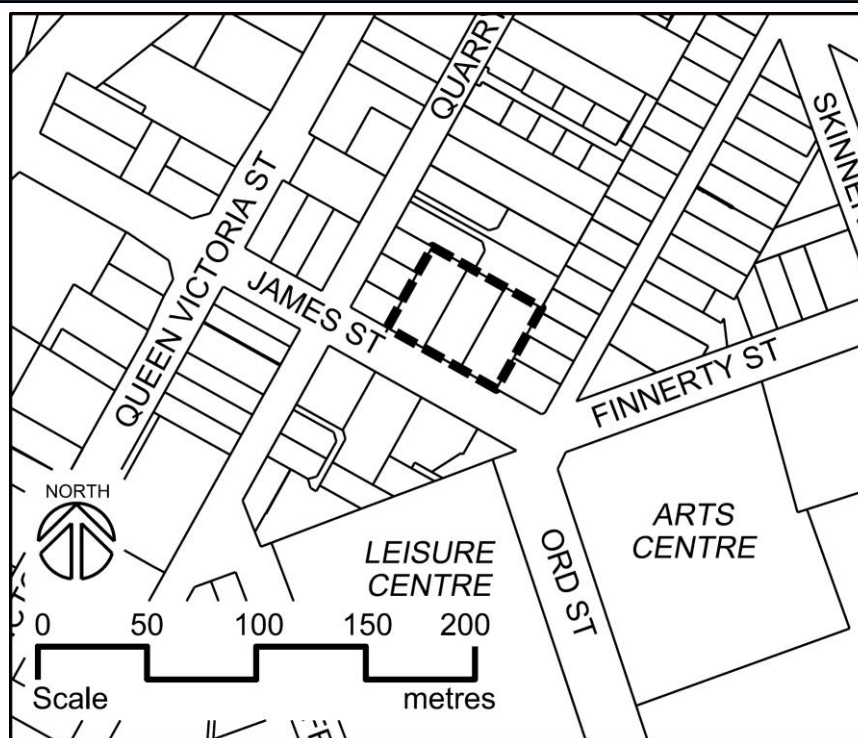 QUARRY
SKINNER
QUEEN VICTORIA ST
JAMES ST
FINNERTY ST
NORTH
ARTS
CENTRE
LEISURE
CENTRE
ORD ST
0 50 100 150 200
Scale metres